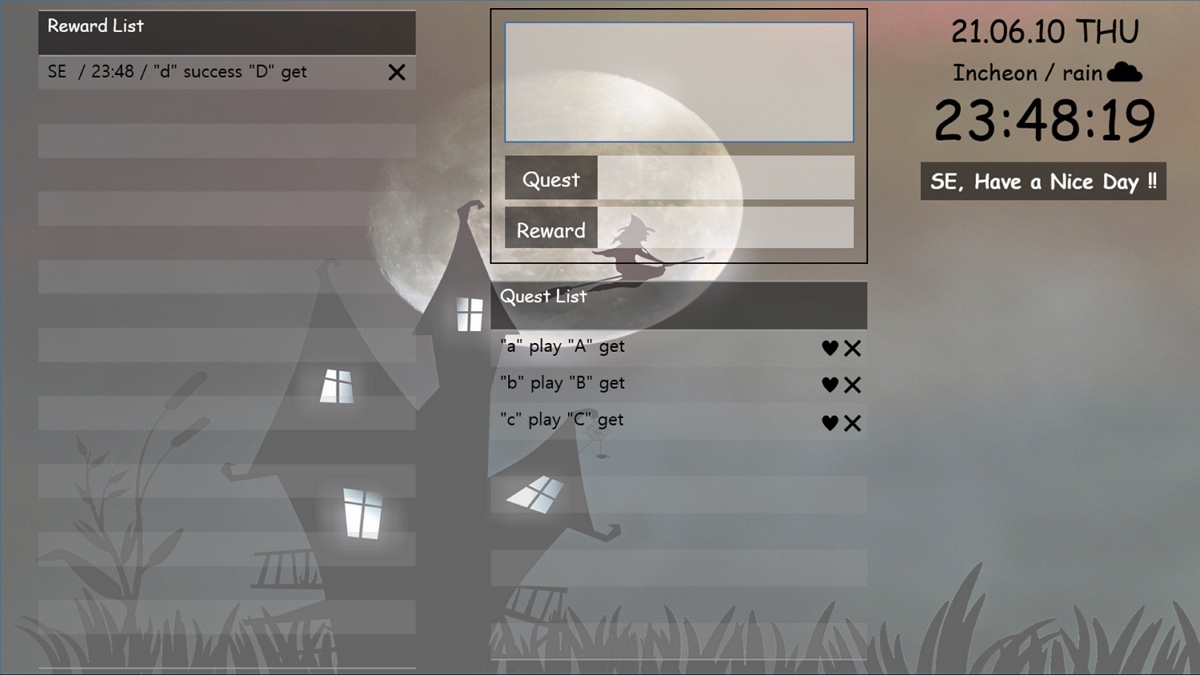 Reward List
SE / 23:48 / "d" success "D" get
Quest
Reward
Quest List
"a" play "A" get
"b" play "B" get
"c" play "C" get
21.06.10 THU
Incheon / rain
23:48:19
SE, Have a Nice Day !!